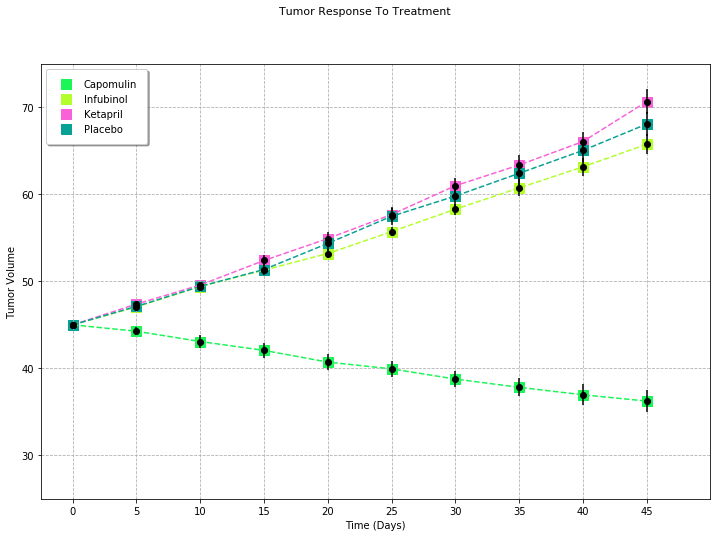 Tumor Response To Treatment
Capomulin
Infubinol
Ketapril
Placebo
70
60
50
40
30
Tumor Volume
0 5 10 15 20 25 30 35 40 45
Time (Days)